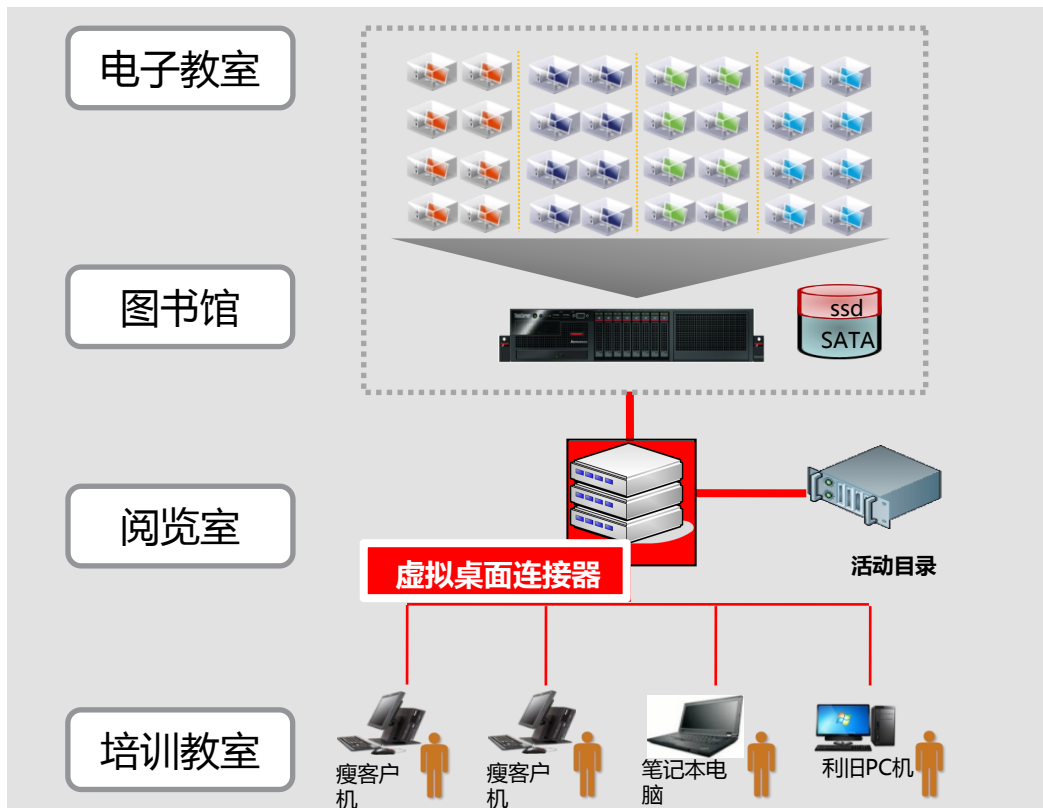 电子教室
图书馆
ssd
SATA
阅览室
活动目录
虚拟桌面连接器
培训教室
瘦客户
机
瘦客户
机
笔记本电
脑
利旧PC机